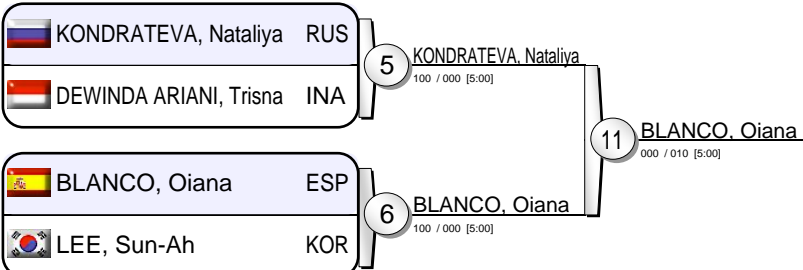 KONDRATEVA, Nataliya RUS
DEWINDA ARIANI, Trisna INA
5
KONDRATEVA, Nataliya
100 / 000 [5:00]
11
BLANCO, Oiana
000 / 010 [5:00]
BLANCO, Oiana ESP
LEE, Sun-Ah KOR
6
BLANCO, Oiana
100 / 000 [5:00]